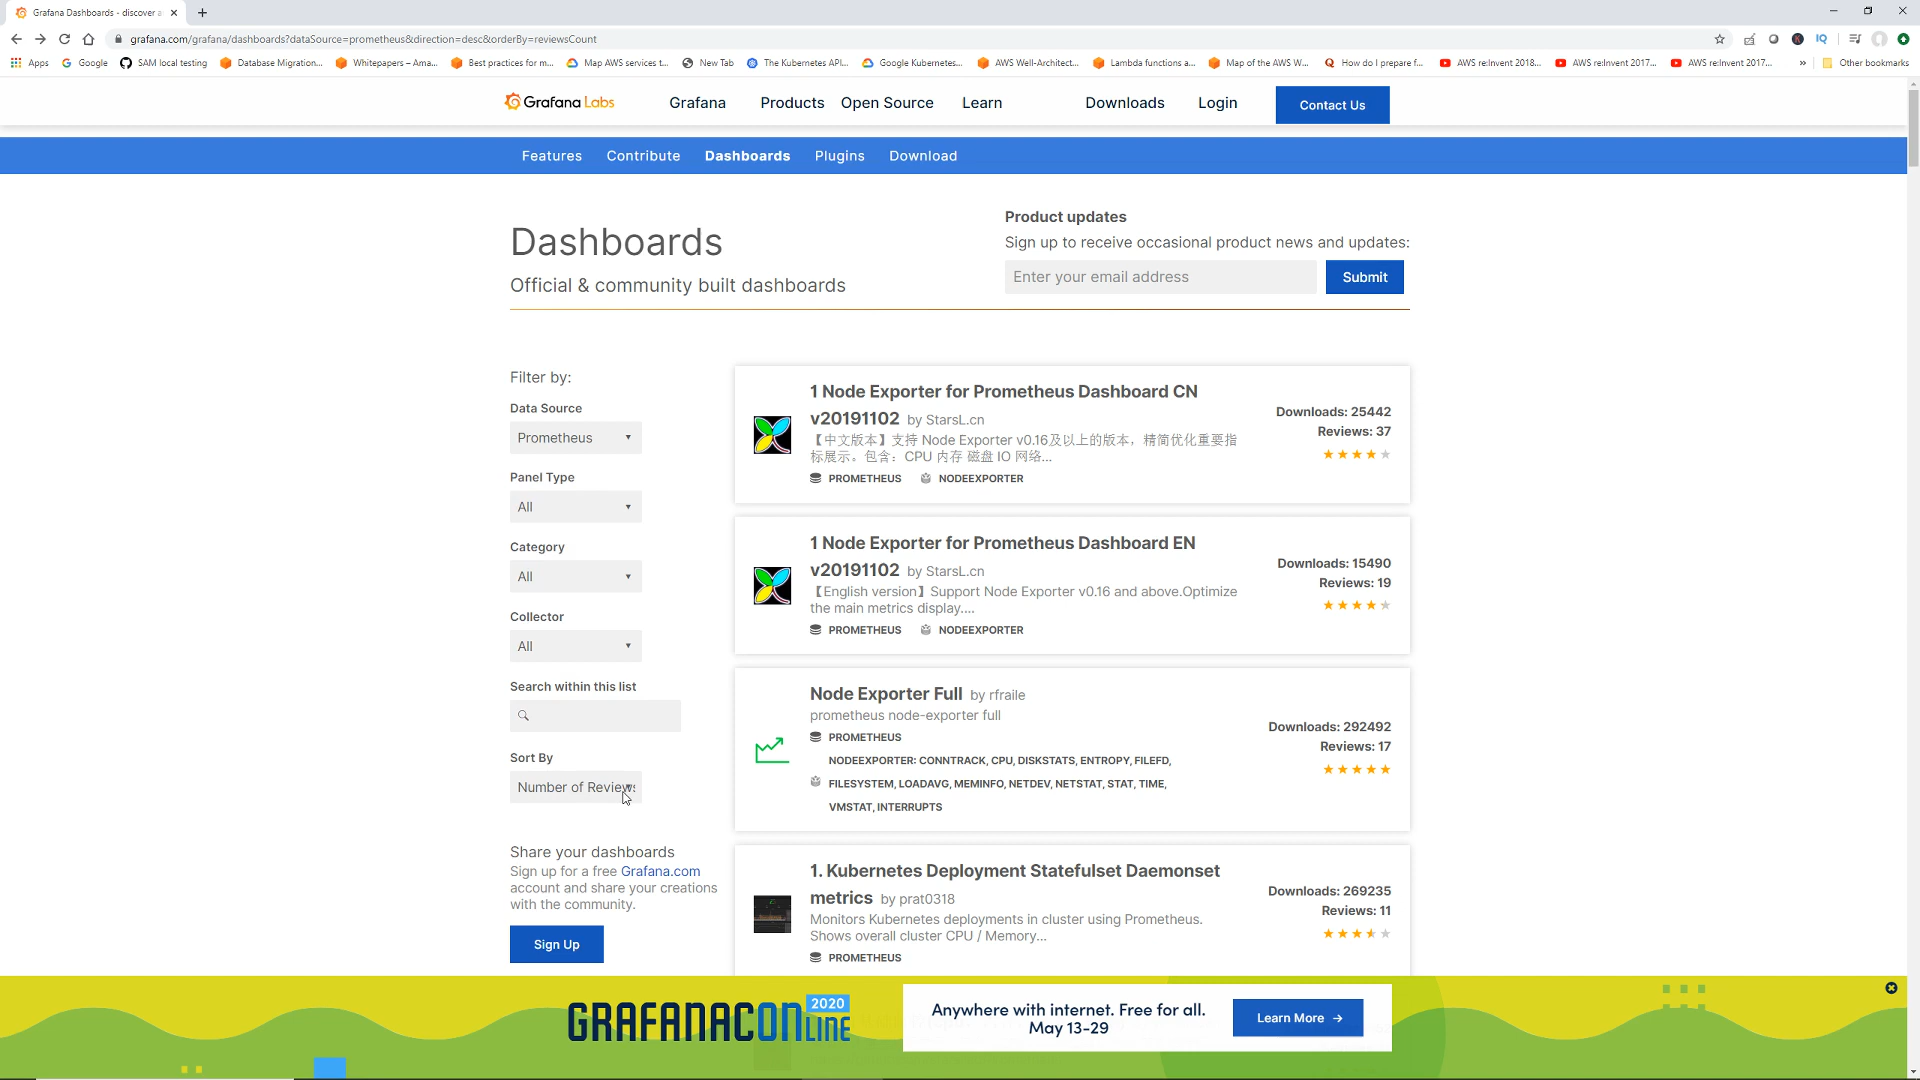 Grafana Dashboards - discover a
grafana.com/grafana/dashboards?dataSource=prometheus&direction=desc&orderBy=reviewsCount
Apps Google SAM local testing Database Migration... Whitepapers – Ama... Best practices for m... Map AWS services t... New Tab The Kubernetes API... Google Kubernetes... AWS Well-Architect... Lambda functions a... Map of the AWS W... How do I prepare f... AWS re:Invent 2018... AWS re:Invent 2017... AWS re:Invent 2017... » Other bookmarks
Grafana Labs Grafana Products Open Source Learn Downloads Login Contact Us
Features Contribute Dashboards Plugins Download
Dashboards
Official & community built dashboards
Product updates
Sign up to receive occasional product news and updates:
Enter your email address Submit
Filter by:
Data Source
Prometheus
Panel Type
All
Category
All
Collector
All
Search within this list
Sort By
Number of Reviews
Share your dashboards
Sign up for a free Grafana.com
account and share your creations
with the community.
Sign Up
1 Node Exporter for Prometheus Dashboard CN
v20191102 by StarsL.cn
【中文版本】支持 Node Exporter v0.16及以上的版本，精简优化重要指
标展示。包含：CPU 内存 磁盘 IO 网络...
PROMETHEUS NODEEXPORTER
Downloads: 25442
Reviews: 37
1 Node Exporter for Prometheus Dashboard EN
v20191102 by StarsL.cn
【English version】Support Node Exporter v0.16 and above.Optimize
the main metrics display....
PROMETHEUS NODEEXPORTER
Downloads: 15490
Reviews: 19
Node Exporter Full by rfraile
prometheus node-exporter full
PROMETHEUS
NODEEXPORTER: CONNTRACK, CPU, DISKSTATS, ENTROPY, FILEFD,
FILESYSTEM, LOADAVG, MEMINFO, NETDEV, NETSTAT, STAT, TIME,
VMSTAT, INTERRUPTS
Downloads: 292492
Reviews: 17
1. Kubernetes Deployment Statefulset Daemonset
metrics by prat0318
Monitors Kubernetes deployments in cluster using Prometheus.
Shows overall cluster CPU / Memory...
PROMETHEUS
Downloads: 269235
Reviews: 11
GRAFANACONLINE 2020
Anywhere with internet. Free for all.
May 13-29
Learn More →